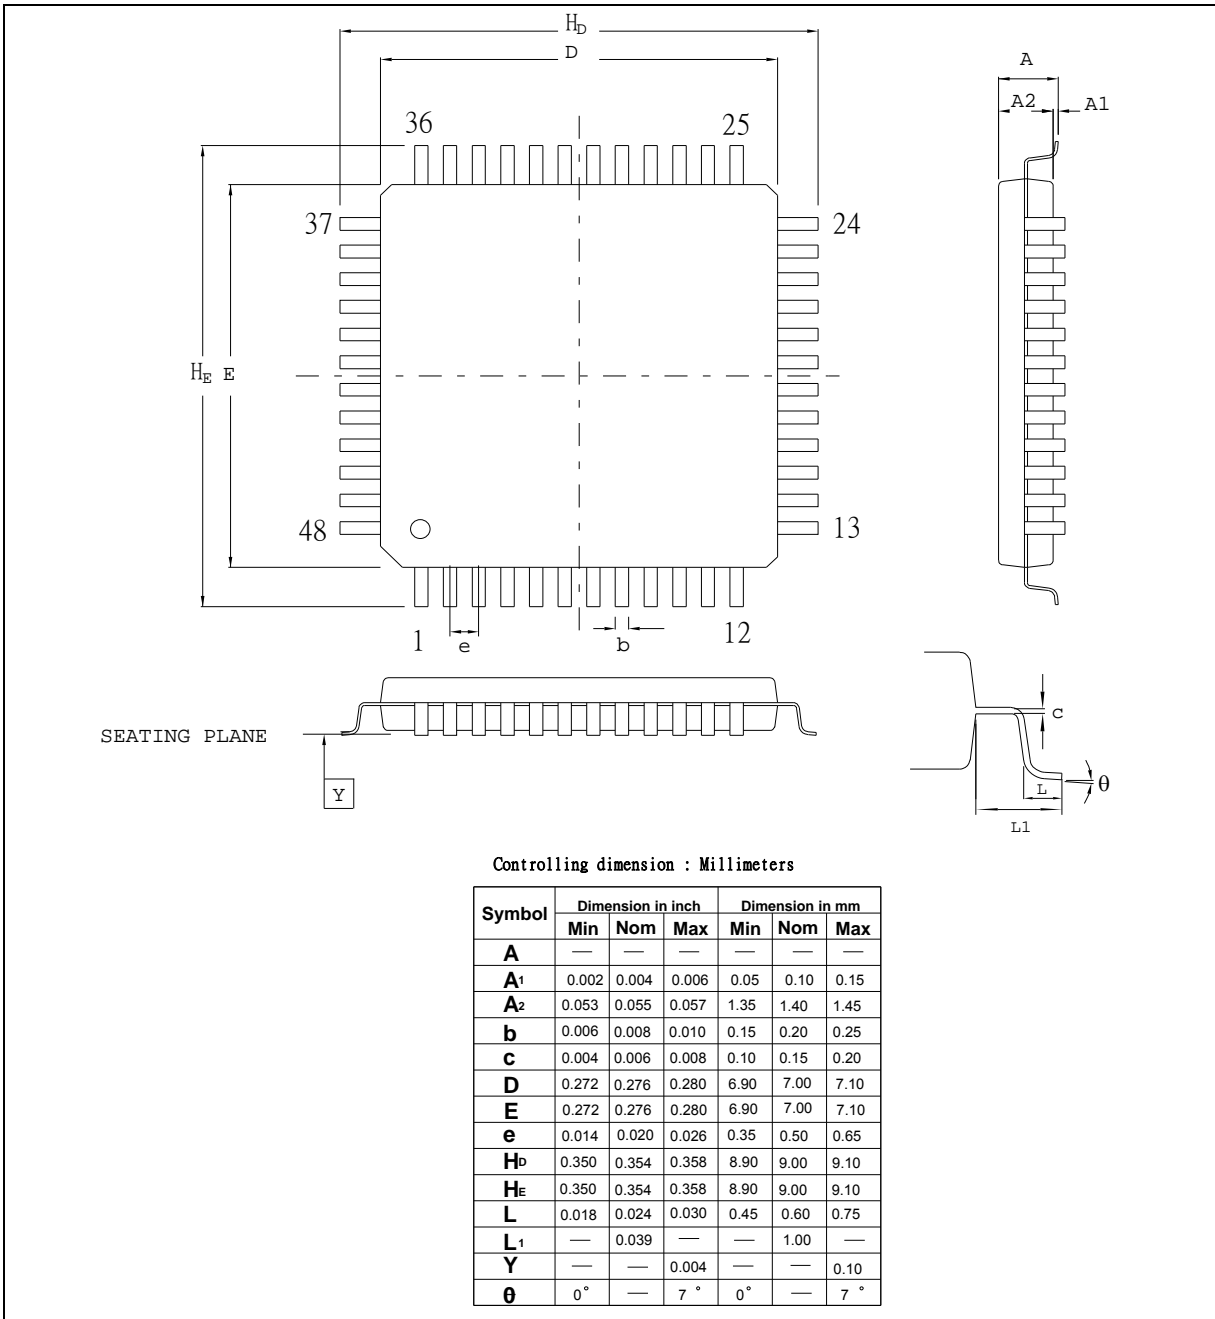 H_D
D
A
A2 A1
36 25
37 24
H_E E
48 13
1 e b 12
SEATING PLANE
Y
c
L θ
L1
Controlling dimension : Millimeters
Symbol Dimension in inch Dimension in mm
Min Nom Max Min Nom Max
A — — — — — —
A1 0.002 0.004 0.006 0.05 0.10 0.15
A2 0.053 0.055 0.057 1.35 1.40 1.45
b 0.006 0.008 0.010 0.15 0.20 0.25
c 0.004 0.006 0.008 0.10 0.15 0.20
D 0.272 0.276 0.280 6.90 7.00 7.10
E 0.272 0.276 0.280 6.90 7.00 7.10
e 0.014 0.020 0.026 0.35 0.50 0.65
HD 0.350 0.354 0.358 8.90 9.00 9.10
HE 0.350 0.354 0.358 8.90 9.00 9.10
L 0.018 0.024 0.030 0.45 0.60 0.75
L1 — 0.039 — — 1.00 —
Y — — 0.004 — — 0.10
θ 0° — 7° 0° — 7°